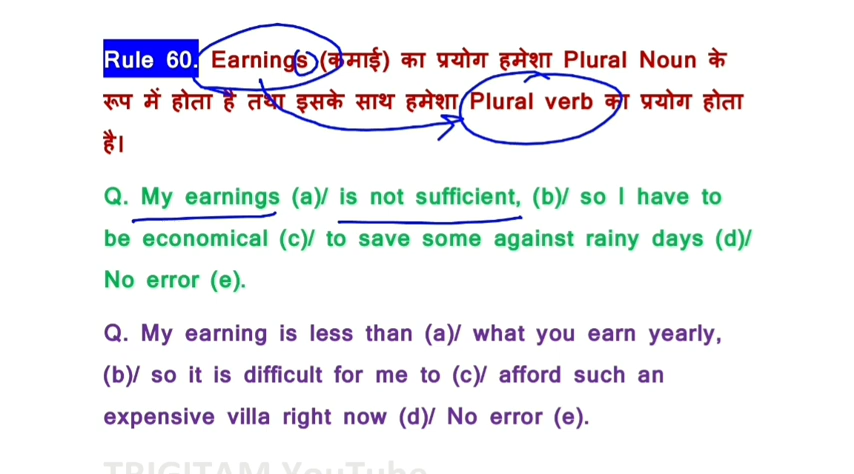 Rule 60. Earnings (कमाई) का प्रयोग हमेशा Plural Noun के
रूप में होता है तथा इसके साथ हमेशा Plural verb का प्रयोग होता
है।
Q. My earnings (a)/ is not sufficient, (b)/ so I have to
be economical (c)/ to save some against rainy days (d)/
No error (e).
Q. My earning is less than (a)/ what you earn yearly,
(b)/ so it is difficult for me to (c)/ afford such an
expensive villa right now (d)/ No error (e).
TRIGITAM YouTube